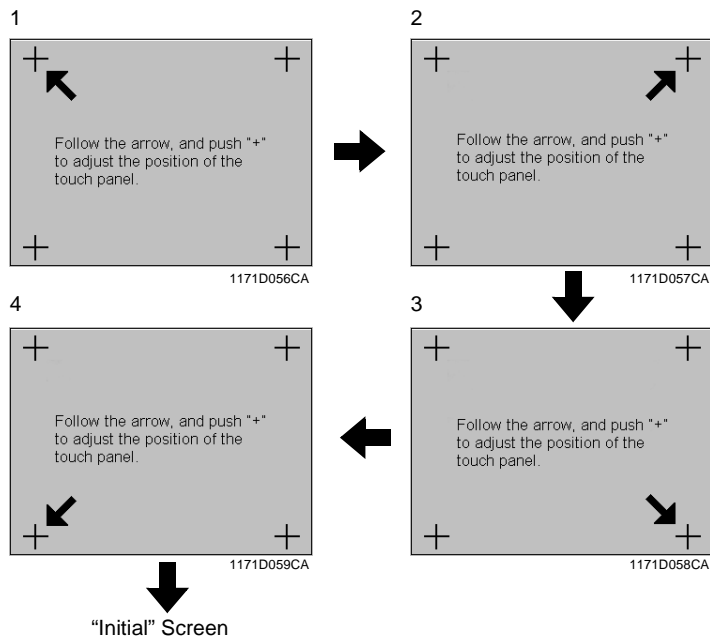 1
Follow the arrow, and push "+"
to adjust the position of the
touch panel.
1171D056CA
2
Follow the arrow, and push "+"
to adjust the position of the
touch panel.
1171D057CA
3
Follow the arrow, and push "+"
to adjust the position of the
touch panel.
1171D058CA
4
Follow the arrow, and push "+"
to adjust the position of the
touch panel.
1171D059CA
“Initial” Screen